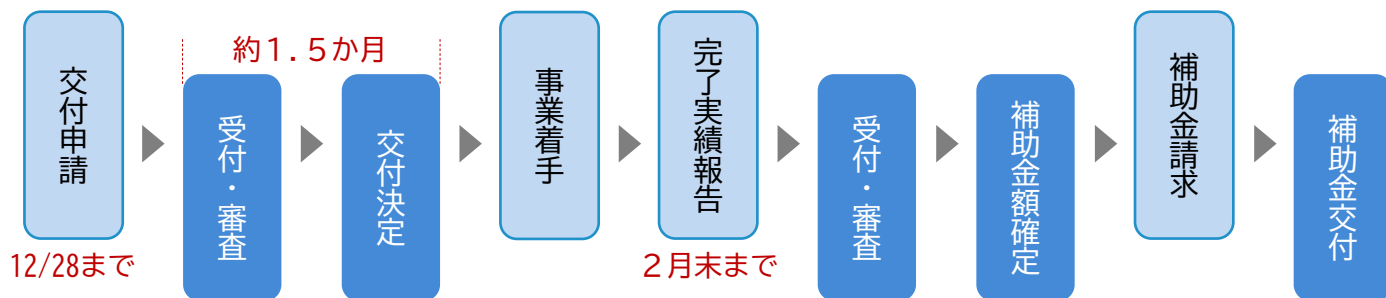 交付申請
12/28まで
約１.５か月
受付・審査
交付決定
事業着手
完了実績報告
２月末まで
受付・審査
補助金額確定
補助金請求
補助金交付